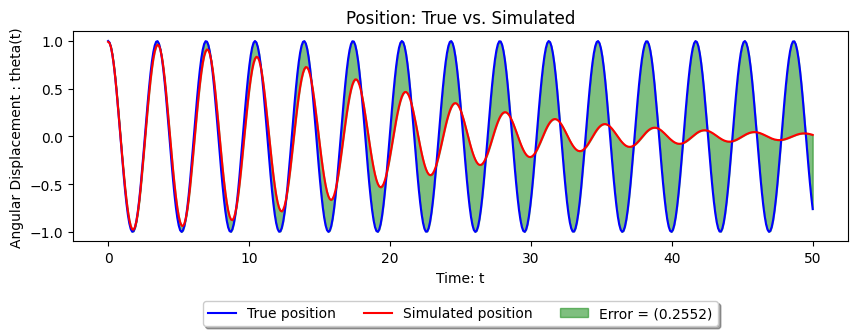 Position: True vs. Simulated
Angular Displacement : theta(t)
1.0
0.5
0.0
−0.5
−1.0
0 10 20 30 40 50
Time: t
True position Simulated position Error = (0.2552)